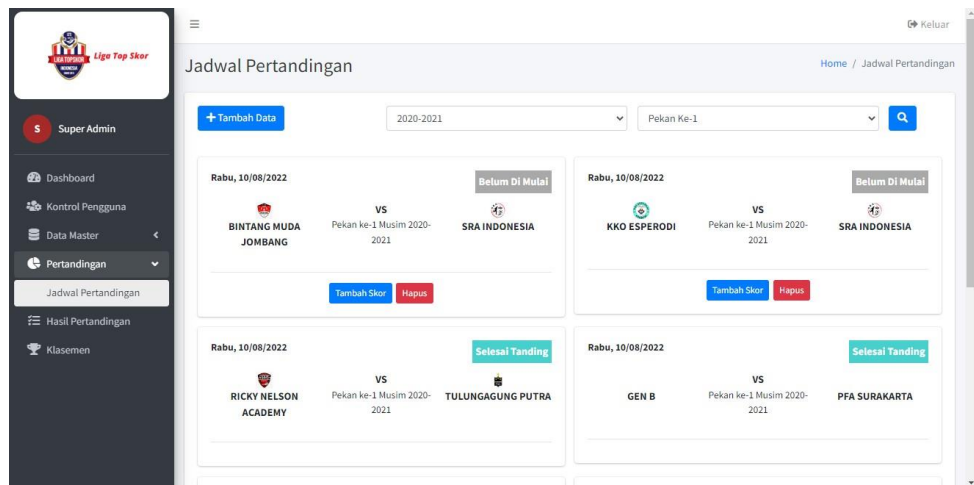 LIGA TOPSKOR
INDONESIA
Liga Top Skor
Keluar
Jadwal Pertandingan
Home / Jadwal Pertandingan
S Super Admin
Dashboard
Kontrol Pengguna
Data Master
Pertandingan
Jadwal Pertandingan
Hasil Pertandingan
Klasemen
+ Tambah Data
2020-2021
Pekan Ke-1
Rabu, 10/08/2022
Belum Di Mulai
BINTANG MUDA
JOMBANG
VS
Pekan ke-1 Musim 2020-
2021
SRA INDONESIA
Tambah Skor Hapus
Rabu, 10/08/2022
Belum Di Mulai
KKO ESPERODI
VS
Pekan ke-1 Musim 2020-
2021
SRA INDONESIA
Tambah Skor Hapus
Rabu, 10/08/2022
Selesai Tanding
RICKY NELSON
ACADEMY
VS
Pekan ke-1 Musim 2020-
2021
TULUNGAGUNG PUTRA
Rabu, 10/08/2022
Selesai Tanding
GEN B
VS
Pekan ke-1 Musim 2020-
2021
PFA SURAKARTA